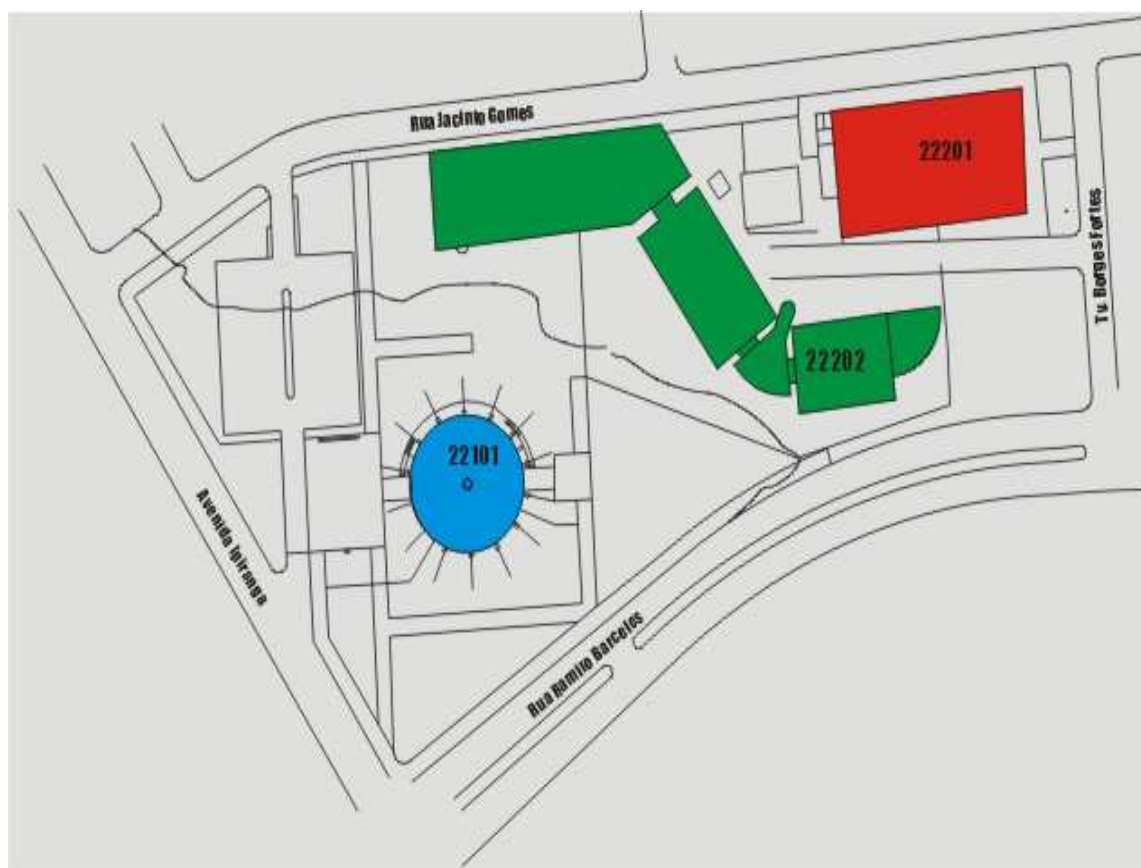 Rua Jacinto Gomes
22201
Tv. Borges Fortes
22202
22101
Avenida Ipiranga
Rua Ramiro Barcelos